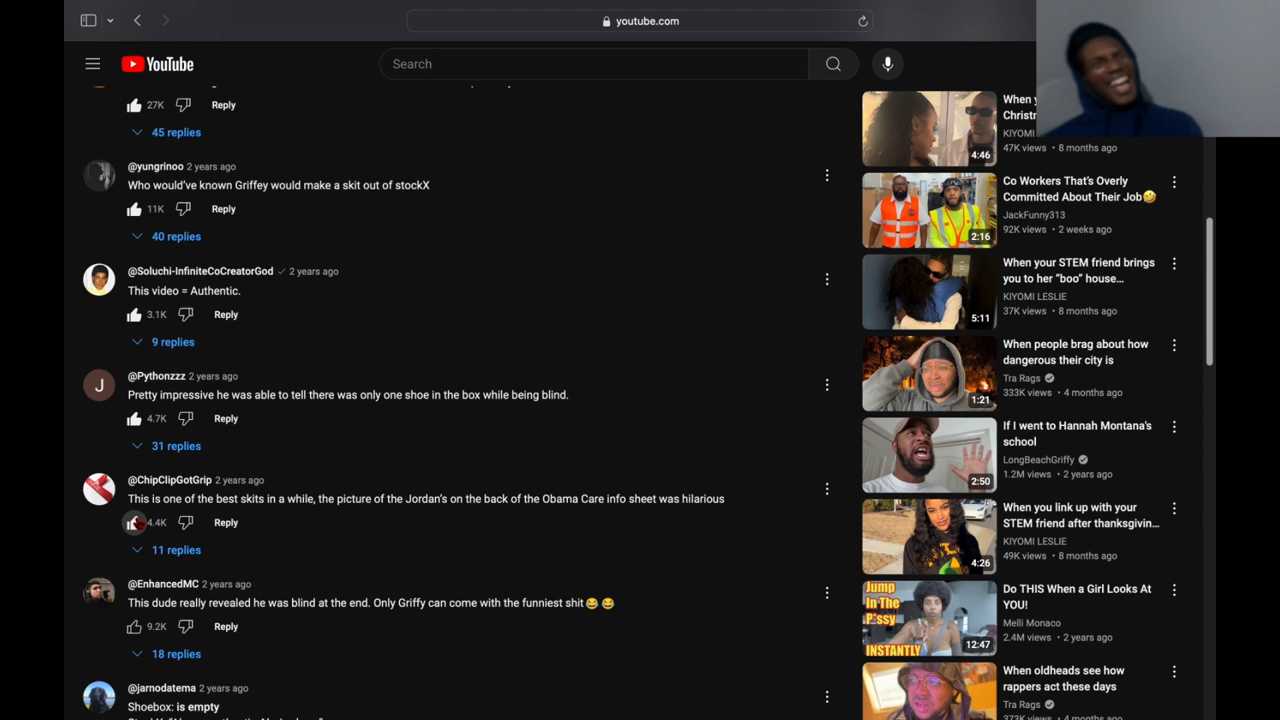 youtube.com
YouTube
Search
27K Reply
45 replies
@yungrinoo 2 years ago
Who would've known Griffey would make a skit out of stockX
11K Reply
40 replies
@Soluchi-InfiniteCoCreatorGod 2 years ago
This video = Authentic.
3.1K Reply
9 replies
J
@Pythonzzz 2 years ago
Pretty impressive he was able to tell there was only one shoe in the box while being blind.
4.7K Reply
31 replies
@ChipClipGotGrip 2 years ago
This is one of the best skits in a while, the picture of the Jordan's on the back of the Obama Care info sheet was hilarious
4.4K Reply
11 replies
@EnhancedMC 2 years ago
This dude really revealed he was blind at the end. Only Griffy can come with the funniest shit😂 😂
9.2K Reply
18 replies
@jarnodatema 2 years ago
Shoebox: is empty
When
Christ
KIYOMI
47K views • 8 months ago
4:46
Co Workers That's Overly
Committed About Their Job🤣
JackFunny313
92K views • 2 weeks ago
2:16
When your STEM friend brings
you to her "boo" house...
KIYOMI LESLIE
37K views • 8 months ago
5:11
When people brag about how
dangerous their city is
Tra Rags
333K views • 4 months ago
1:21
If I went to Hannah Montana's
school
LongBeachGriffy
1.2M views • 2 years ago
2:50
When you link up with your
STEM friend after thanksgivin...
KIYOMI LESLIE
49K views • 8 months ago
4:26
Do THIS When a Girl Looks At
YOU!
Melli Monaco
2.4M views • 2 years ago
Jump
In The
P*ssy
INSTANTLY
12:47
When oldheads see how
rappers act these days
Tra Rags